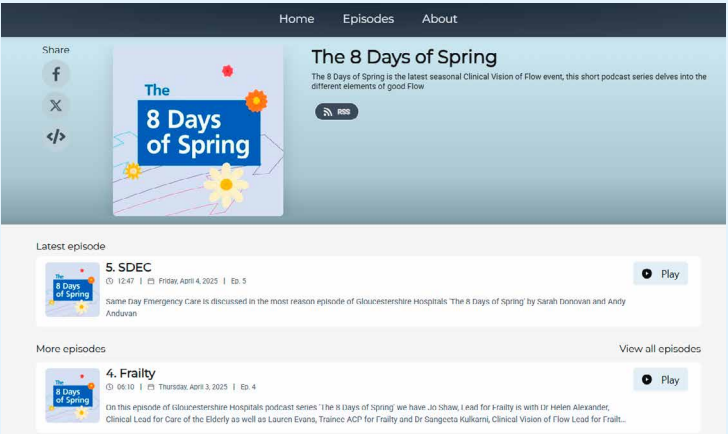 Home Episodes About
Share
The
8 Days
of Spring
The 8 Days of Spring
The 8 Days of Spring is the latest seasonal Clinical Vision of Flow event, this short podcast series delves into the
different elements of good Flow
RSS
Latest episode
The
8 Days
of Spring
5. SDEC
12:47 | Friday, April 4, 2025 | Ep. 5
Same Day Emergency Care is discussed in the most reason episode of Gloucestershire Hospitals 'The 8 Days of Spring' by Sarah Donovan and Andy
Anduvan
Play
More episodes
View all episodes
The
8 Days
of Spring
4. Frailty
06:10 | Thursday, April 3, 2025 | Ep. 4
On this episode of Gloucestershire Hospitals podcast series 'The 8 Days of Spring' we have Jo Shaw, Lead for Frailty is with Dr Helen Alexander,
Clinical Lead for Care of the Elderly as well as Lauren Evans, Trainee ACP for Frailty and Dr Sangeeta Kulkarni, Clinical Vision of Flow Lead for Frailt...
Play